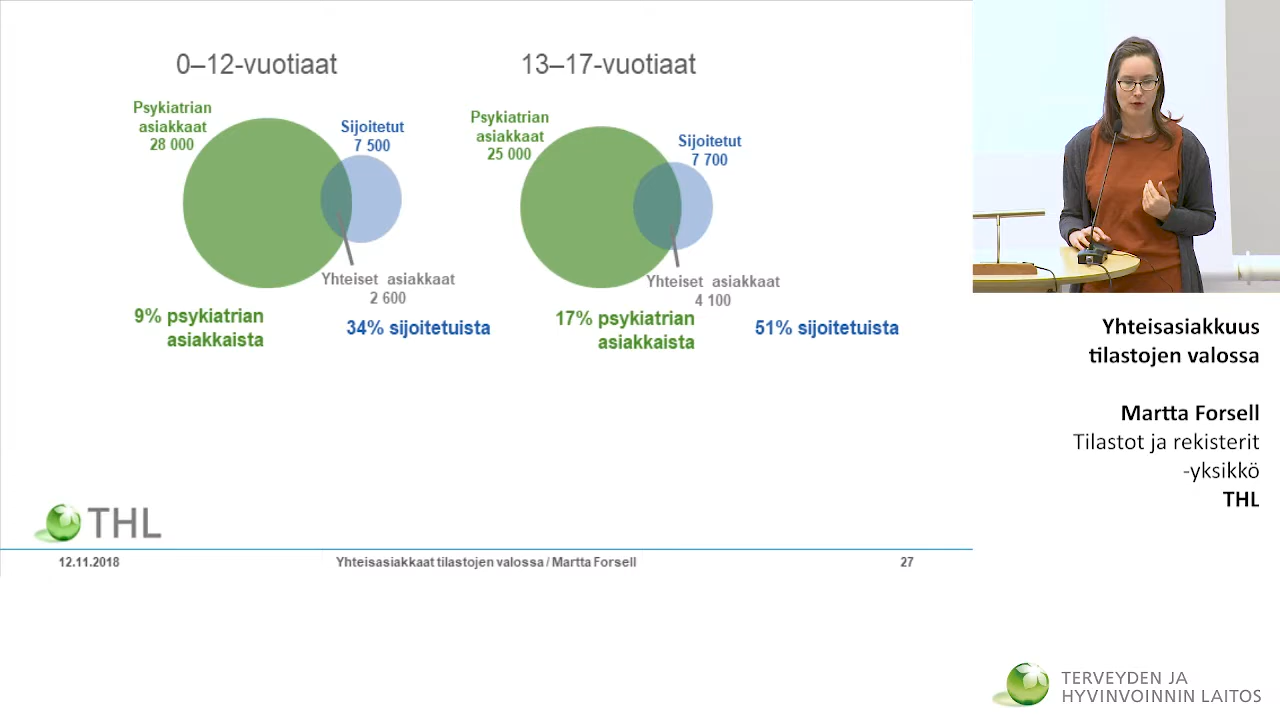 0–12-vuotiaat
Psykiatrian
asiakkaat
28 000
Sijoitetut
7 500
Yhteiset asiakkaat
2 600
9% psykiatrian
asiakkaista
34% sijoitetuista
13–17-vuotiaat
Psykiatrian
asiakkaat
25 000
Sijoitetut
7 700
Yhteiset asiakkaat
4 100
17% psykiatrian
asiakkaista
51% sijoitetuista
THL
12.11.2018
Yhteisasiakkaat tilastojen valossa / Martta Forsell
27
Yhteisasiakkuus
tilastojen valossa
Martta Forsell
Tilastot ja rekisterit
-yksikkö
THL
TERVEYDEN JA
HYVINVOINNIN LAITOS